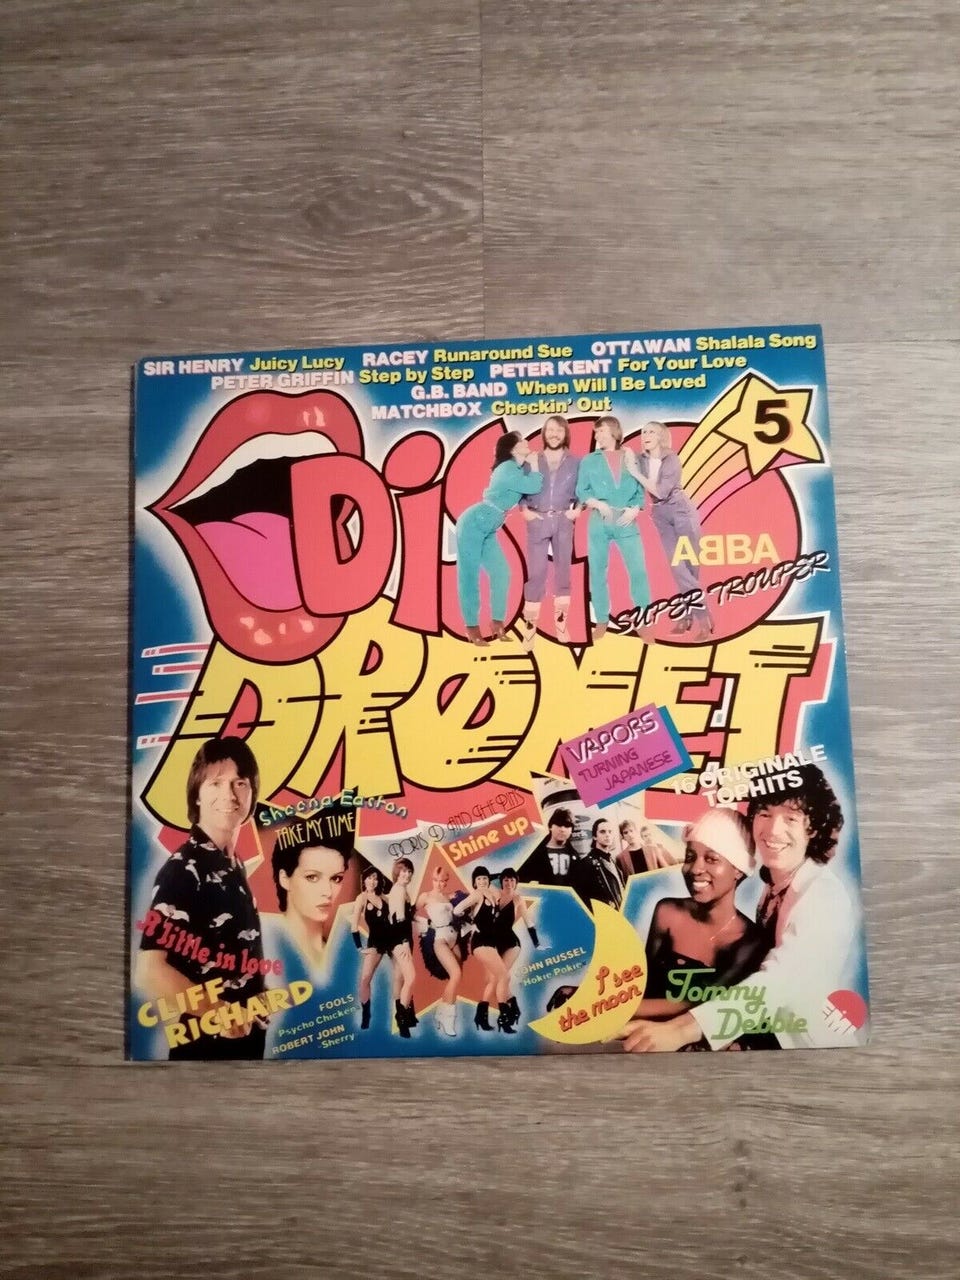 SIR HENRY Juicy Lucy RACEY Runaround Sue OTTAWAN Shalala Song
PETER GRIFFIN Step by Step PETER KENT For Your Love
G.B. BAND When Will I Be Loved
MATCHBOX Checkin' Out
5
DiSCO
ABBA
SUPER TROUPER
DRØNET
VAPORS
TURNING
JAPANESE
16 ORIGINALE
TOPHITS
Sheena Easton
TAKE MY TIME
DORIS D. AND THE PINS
Shine up
A little in love
CLIFF
RICHARD
FOOLS
Psycho Chicken
ROBERT JOHN
-Sherry
JOHN RUSSEL
"Hokie Pokie"
I see
the moon
Tommy
Debbie
EMI